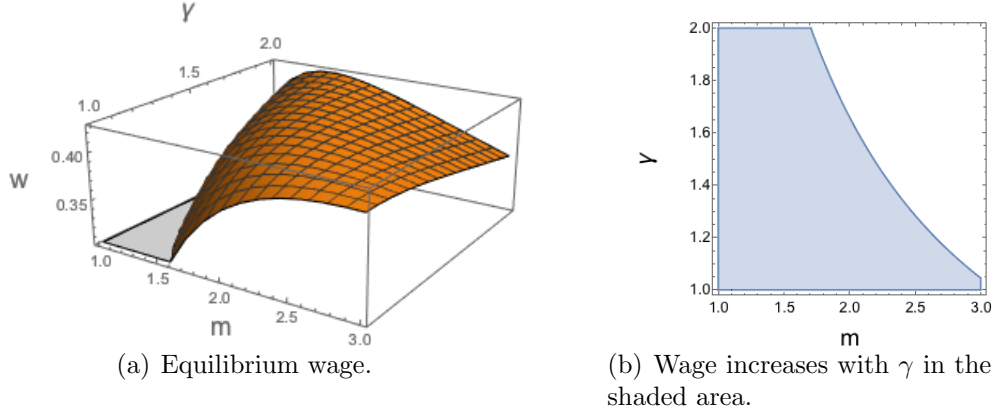 γ
2.0
1.5
1.0
0.40
w
0.35
1.0
1.5
2.0
m
2.5
3.0
(a) Equilibrium wage.
2.0
1.8
1.6
γ
1.4
1.2
1.0
1.0 1.5 2.0 2.5 3.0
m
(b) Wage increases with γ in the
shaded area.